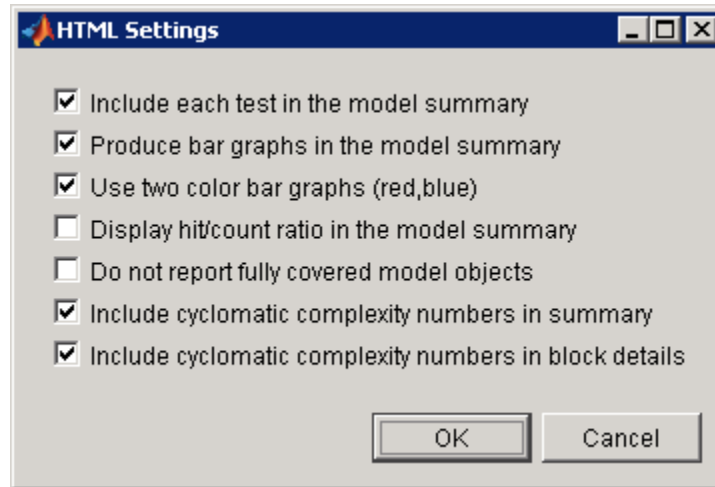 HTML Settings
Include each test in the model summary
Produce bar graphs in the model summary
Use two color bar graphs (red,blue)
Display hit/count ratio in the model summary
Do not report fully covered model objects
Include cyclomatic complexity numbers in summary
Include cyclomatic complexity numbers in block details
OK Cancel